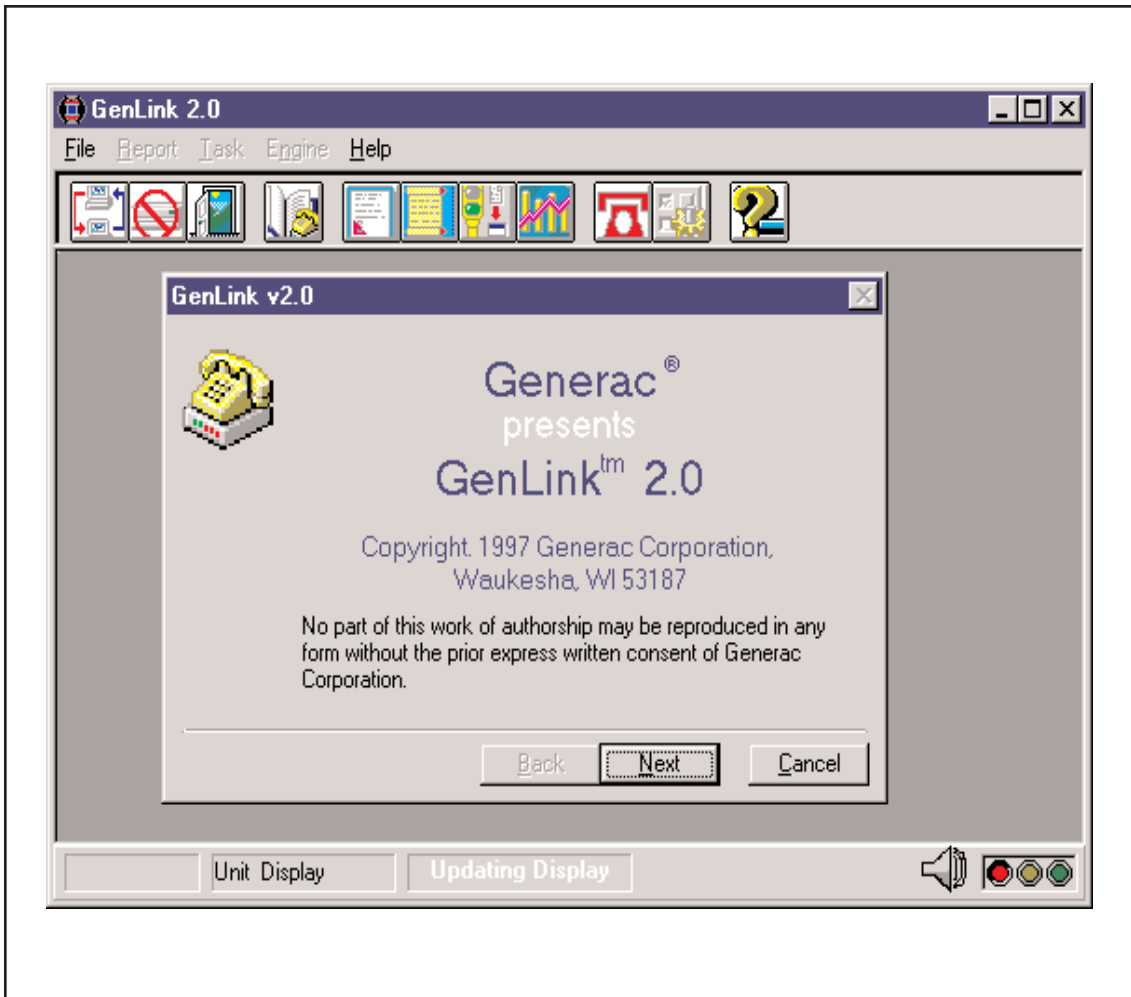 GenLink 2.0
File Report Task Engine Help
GenLink v2.0
Generac®
presents
GenLink™ 2.0
Copyright. 1997 Generac Corporation,
Waukesha, WI 53187
No part of this work of authorship may be reproduced in any
form without the prior express written consent of Generac
Corporation.
Back Next Cancel
Unit Display Updating Display